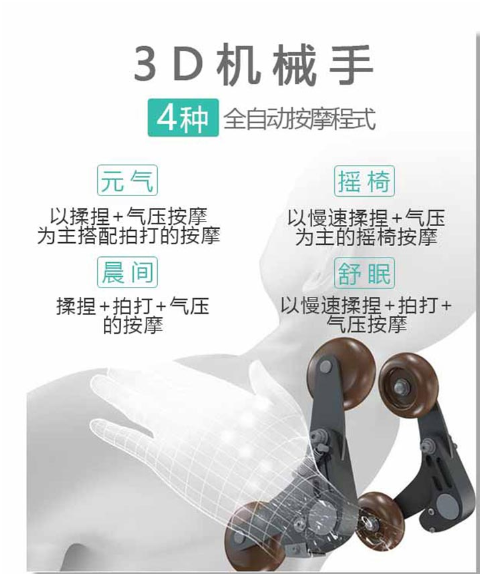 3D机械手
4种 全自动按摩程式
元气
以揉捏+气压按摩
为主搭配拍打的按摩
摇椅
以慢速揉捏+气压
为主的摇椅按摩
晨间
揉捏+拍打+气压
的按摩
舒眠
以慢速揉捏+拍打+
气压按摩